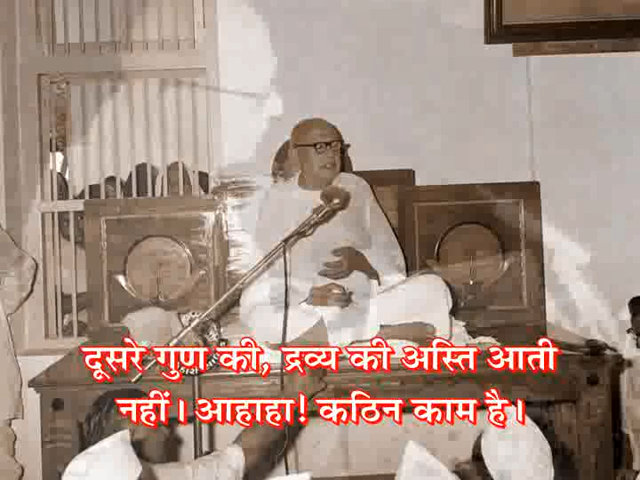 दूसरे गुण की, द्रव्य की अस्ति आती
नहीं। आहाहा! कठिन काम है।